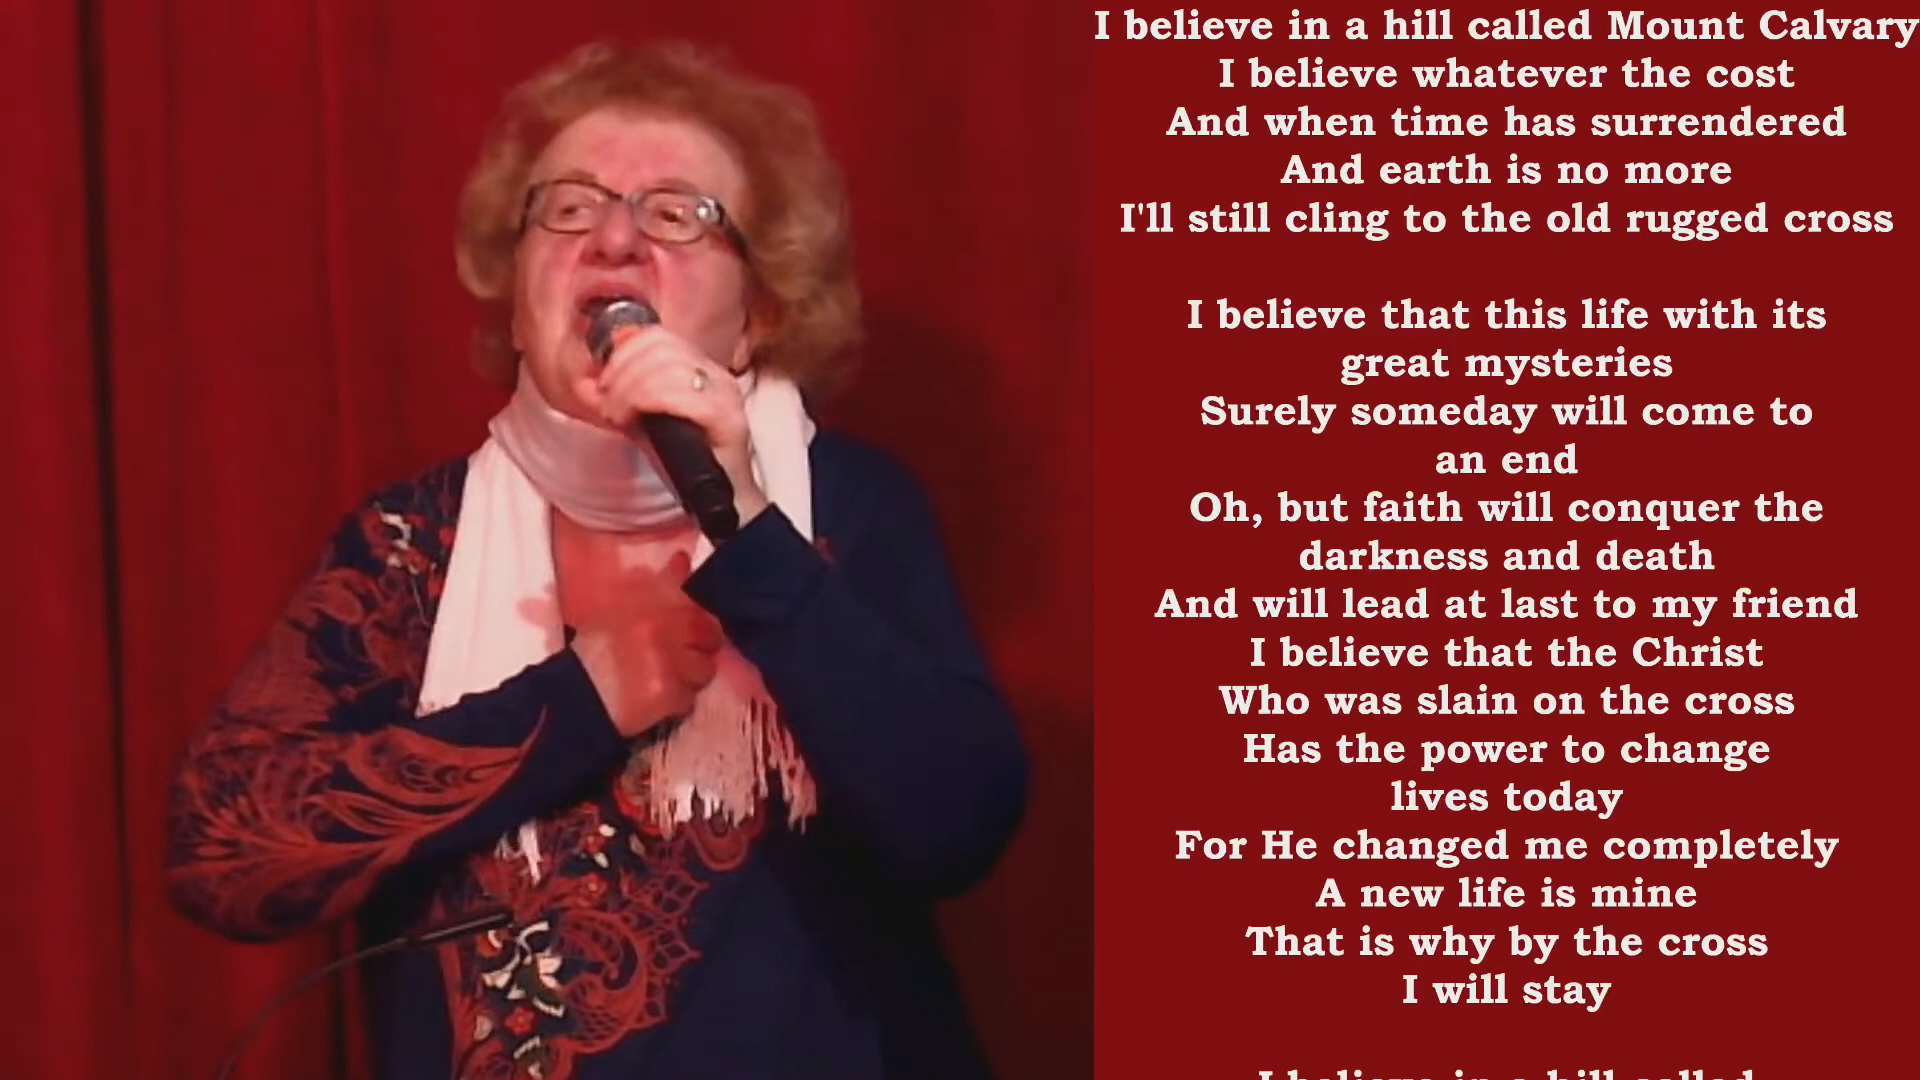 I believe in a hill called Mount Calvary
I believe whatever the cost
And when time has surrendered
And earth is no more
I'll still cling to the old rugged cross
I believe that this life with its
great mysteries
Surely someday will come to
an end
Oh, but faith will conquer the
darkness and death
And will lead at last to my friend
I believe that the Christ
Who was slain on the cross
Has the power to change
lives today
For He changed me completely
A new life is mine
That is why by the cross
I will stay
I believe in a hill called